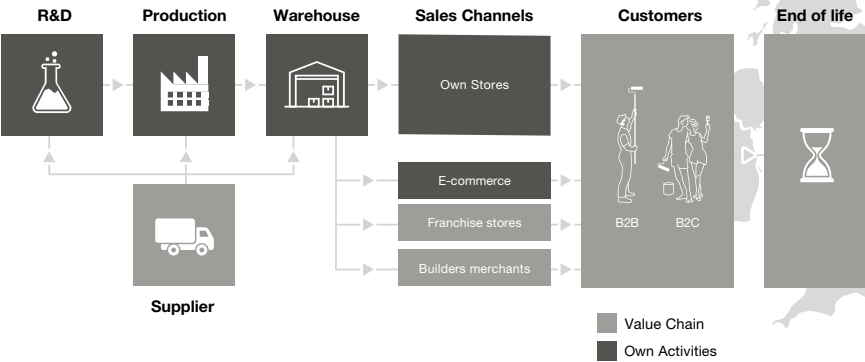 R&D
Production
Warehouse
Sales Channels
Customers
End of life
Own Stores
E-commerce
Franchise stores
Builders merchants
B2B
B2C
Supplier
Value Chain
Own Activities